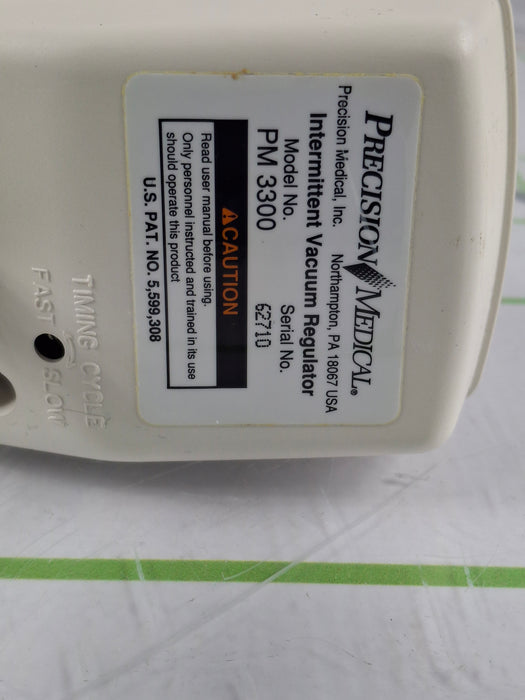 PRECISION MEDICAL®
Precision Medical, Inc. Northampton, PA 18067 USA
Intermittent Vacuum Regulator
Model No. Serial No.
PM 3300 62710
⚠CAUTION
Read user manual before using.
Only personnel instructed and trained in its use
should operate this product
U.S. PAT. NO. 5,599,308
TIMING CYCLE
FAST SLOW